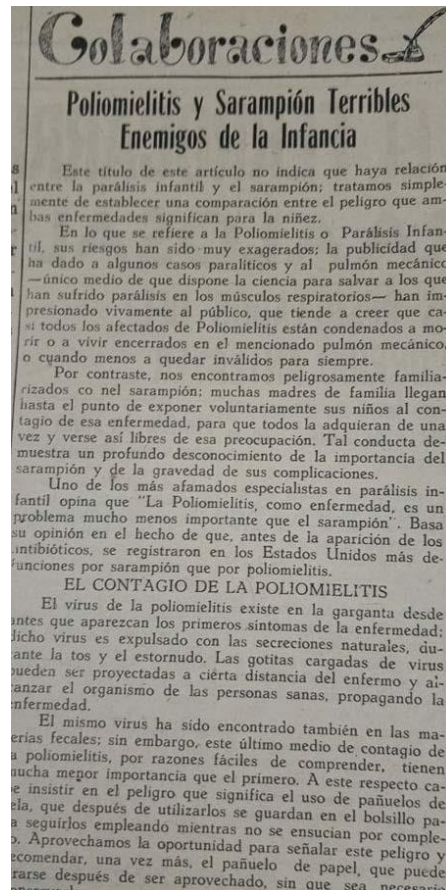 Colaboraciones
Poliomielitis y Sarampión Terribles
Enemigos de la Infancia
Este título de este artículo no indica que haya relación
entre la parálisis infantil y el sarampión; tratamos simple-
mente de establecer una comparación entre el peligro que am-
bas enfermedades significan para la niñez.
En lo que se refiere a la Poliomielitis o Parálisis Infan-
til, sus riesgos han sido muy exagerados; la publicidad que
ha dado a algunos casos paralíticos y al pulmón mecánico
—único medio de que dispone la ciencia para salvar a los que
han sufrido parálisis en los músculos respiratorios— han im-
presionado vivamente al público, que tiende a creer que ca-
si todos los afectados de Poliomielitis están condenados a mo-
rir o a vivir encerrados en el mencionado pulmón mecánico,
o cuando menos a quedar inválidos para siempre.
Por contraste, nos encontramos peligrosamente familia-
rizados co nel sarampión; muchas madres de familia llegan
hasta el punto de exponer voluntariamente sus niños al con-
tagio de esa enfermedad, para que todos la adquieran de una
vez y verse así libres de esa preocupación. Tal conducta de-
muestra un profundo desconocimiento de la importancia del
sarampión y de la gravedad de sus complicaciones.
Uno de los más afamados especialistas en parálisis in-
fantil opina que "La Poliomielitis, como enfermedad, es un
problema mucho menos importante que el sarampión". Basa
su opinión en el hecho de que, antes de la aparición de los
antibióticos, se registraron en los Estados Unidos más de-
funciones por sarampión que por poliomielitis.
EL CONTAGIO DE LA POLIOMIELITIS
El virus de la poliomielitis existe en la garganta desde
antes que aparezcan los primeros síntomas de la enfermedad;
dicho virus es expulsado con las secreciones naturales, du-
ante la tos y el estornudo. Las gotitas cargadas de virus
pueden ser proyectadas a ciérta distancia del enfermo y al-
anzar el organismo de las personas sanas, propagando la
enfermedad.
El mismo virus ha sido encontrado también en las ma-
erias fecales; sin embargo, este último medio de contagio de
a poliomielitis, por razones fáciles de comprender, tienen
mucha menor importancia que el primero. A este respecto ca-
e insistir en el peligro que significa el uso de pañuelos de
ela, que después de utilizarlos se guardan en el bolsillo pa-
a seguirlos empleando mientras no se ensucian por comple-
o. Aprovechamos la oportunidad para señalar este peligro y
recomendar, una vez más, el pañuelo de papel, que puede
rarse después de ser aprovechado, sin que sea